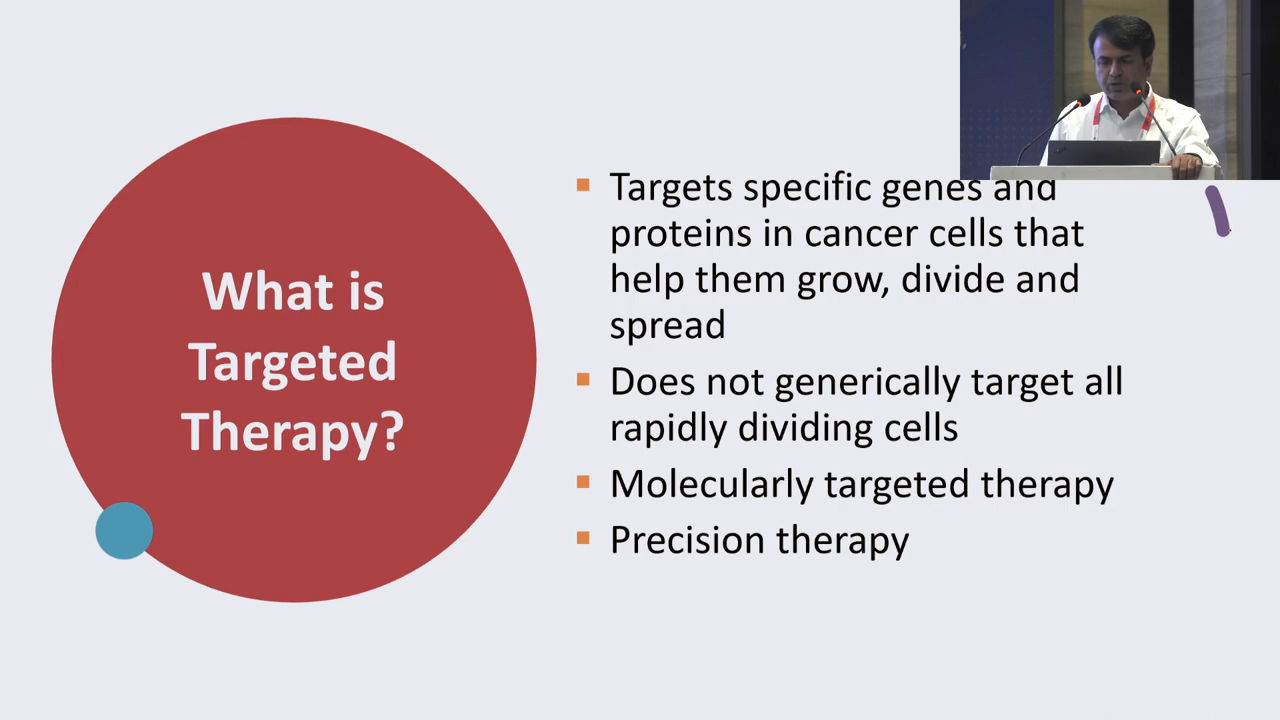 What is
Targeted
Therapy?
Targets specific genes and
proteins in cancer cells that
help them grow, divide and
spread
Does not generically target all
rapidly dividing cells
Molecularly targeted therapy
Precision therapy